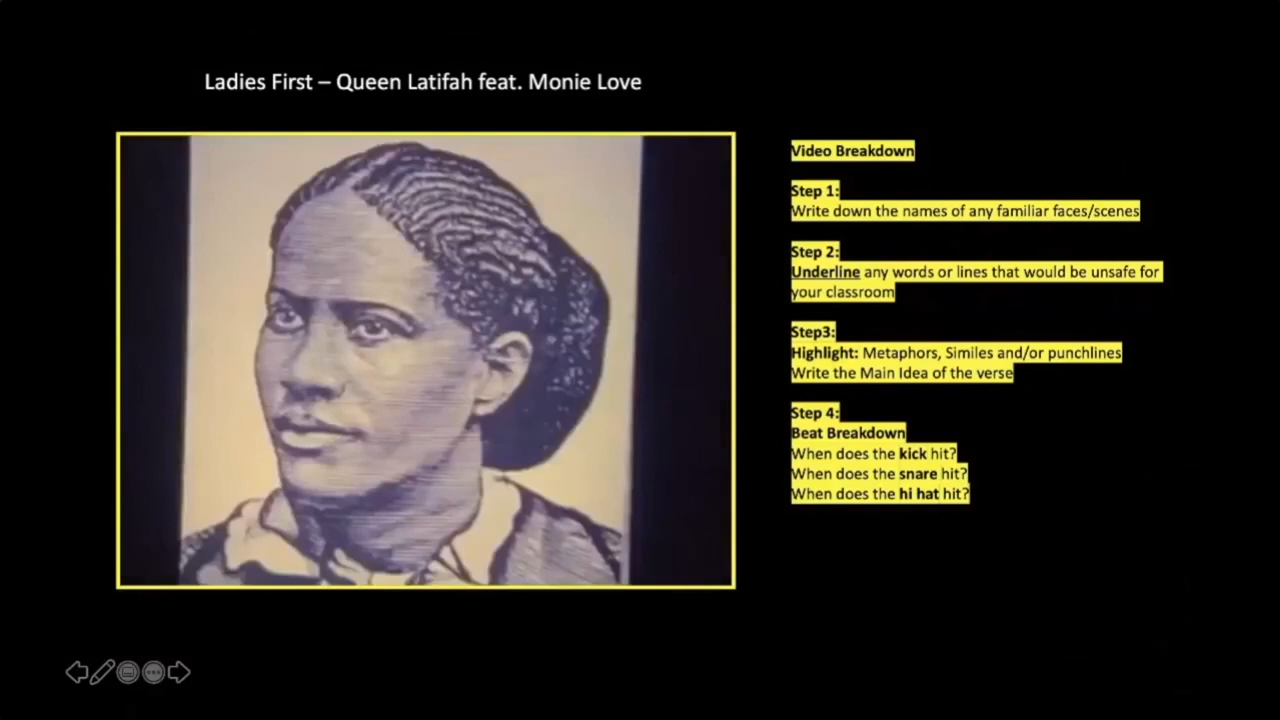 Ladies First – Queen Latifah feat. Monie Love
Video Breakdown
Step 1:
Write down the names of any familiar faces/scenes
Step 2:
Underline any words or lines that would be unsafe for
your classroom
Step3:
Highlight: Metaphors, Similes and/or punchlines
Write the Main Idea of the verse
Step 4:
Beat Breakdown
When does the kick hit?
When does the snare hit?
When does the hi hat hit?